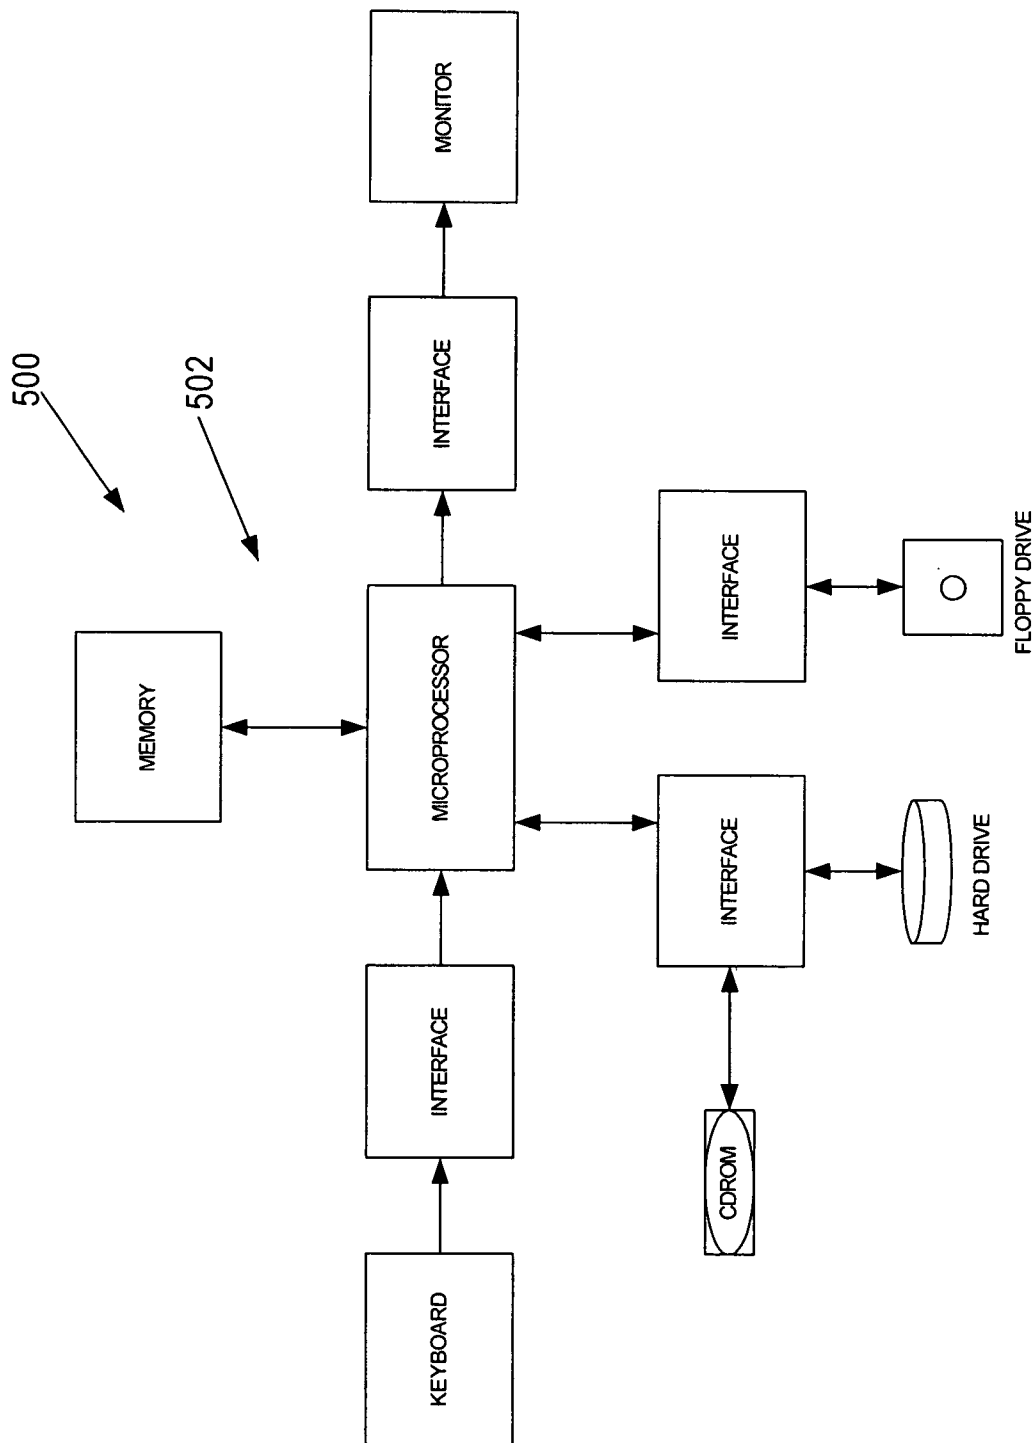 500
502
MEMORY
KEYBOARD
INTERFACE
MICROPROCESSOR
INTERFACE
MONITOR
CDROM
INTERFACE
INTERFACE
HARD DRIVE
FLOPPY DRIVE